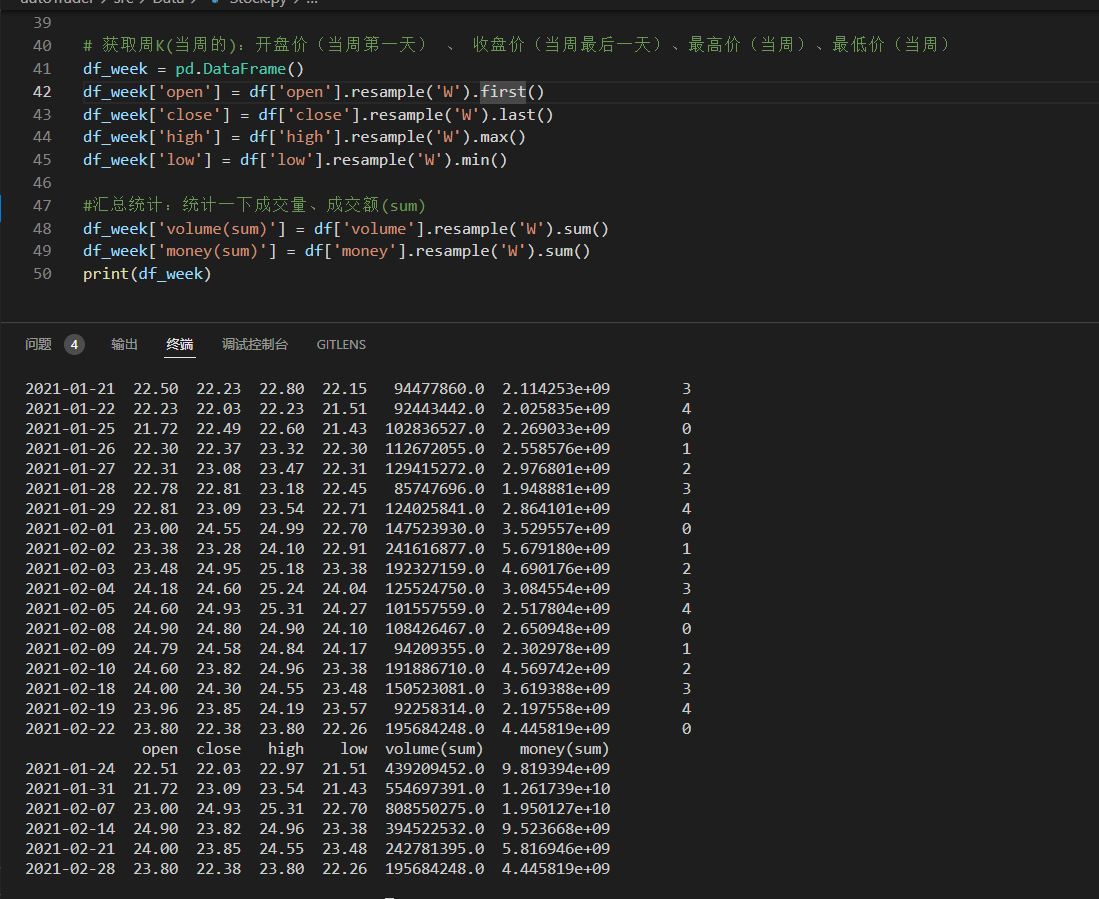 39
40 # 获取周K(当周的)：开盘价（当周第一天） 、 收盘价（当周最后一天）、最高价（当周）、最低价（当周）
41 df_week = pd.DataFrame()
42 df_week['open'] = df['open'].resample('W').first()
43 df_week['close'] = df['close'].resample('W').last()
44 df_week['high'] = df['high'].resample('W').max()
45 df_week['low'] = df['low'].resample('W').min()
46
47 #汇总统计：统计一下成交量、成交额(sum)
48 df_week['volume(sum)'] = df['volume'].resample('W').sum()
49 df_week['money(sum)'] = df['money'].resample('W').sum()
50 print(df_week)
问题 4 输出 终端 调试控制台 GITLENS
2021-01-21 22.50 22.23 22.80 22.15 94477860.0 2.114253e+09 3
2021-01-22 22.23 22.03 22.23 21.51 92443442.0 2.025835e+09 4
2021-01-25 21.72 22.49 22.60 21.43 102836527.0 2.269033e+09 0
2021-01-26 22.30 22.37 23.32 22.30 112672055.0 2.558576e+09 1
2021-01-27 22.31 23.08 23.47 22.31 129415272.0 2.976801e+09 2
2021-01-28 22.78 22.81 23.18 22.45 85747696.0 1.948881e+09 3
2021-01-29 22.81 23.09 23.54 22.71 124025841.0 2.864101e+09 4
2021-02-01 23.00 24.55 24.99 22.70 147523930.0 3.529557e+09 0
2021-02-02 23.38 23.28 24.10 22.91 241616877.0 5.679180e+09 1
2021-02-03 23.48 24.95 25.18 23.38 192327159.0 4.690176e+09 2
2021-02-04 24.18 24.60 25.24 24.04 125524750.0 3.084554e+09 3
2021-02-05 24.60 24.93 25.31 24.27 101557559.0 2.517804e+09 4
2021-02-08 24.90 24.80 24.90 24.10 108426467.0 2.650948e+09 0
2021-02-09 24.79 24.58 24.84 24.17 94209355.0 2.302978e+09 1
2021-02-10 24.60 23.82 24.96 23.38 191886710.0 4.569742e+09 2
2021-02-18 24.00 24.30 24.55 23.48 150523081.0 3.619388e+09 3
2021-02-19 23.96 23.85 24.19 23.57 92258314.0 2.197558e+09 4
2021-02-22 23.80 22.38 23.80 22.26 195684248.0 4.445819e+09 0
open close high low volume(sum) money(sum)
2021-01-24 22.51 22.03 22.97 21.51 439209452.0 9.819394e+09
2021-01-31 21.72 23.09 23.54 21.43 554697391.0 1.261739e+10
2021-02-07 23.00 24.93 25.31 22.70 808550275.0 1.950127e+10
2021-02-14 24.90 23.82 24.96 23.38 394522532.0 9.523668e+09
2021-02-21 24.00 23.85 24.55 23.48 242781395.0 5.816946e+09
2021-02-28 23.80 22.38 23.80 22.26 195684248.0 4.445819e+09